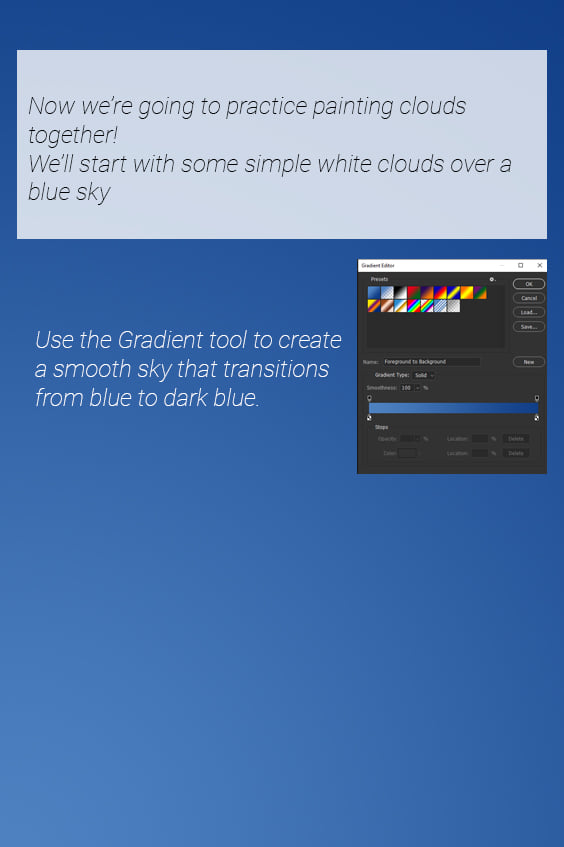 Now we’re going to practice painting clouds
together!
We’ll start with some simple white clouds over a
blue sky
Use the Gradient tool to create
a smooth sky that transitions
from blue to dark blue.
Gradient Editor
Presets
OK
Cancel
Load...
Save...
Name: Foreground to Background New
Gradient Type: Solid
Smoothness: 100 %
Stops
Opacity: % Location: % Delete
Color: Location: % Delete